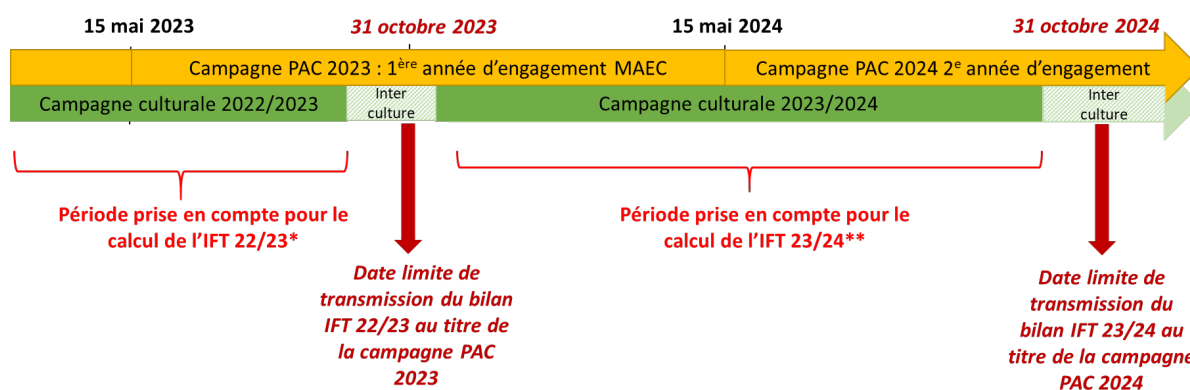 15 mai 2023
31 octobre 2023
15 mai 2024
31 octobre 2024
Campagne PAC 2023 : 1ère année d'engagement MAEC
Campagne PAC 2024 2e année d'engagement
Campagne culturale 2022/2023
Inter
culture
Campagne culturale 2023/2024
Inter
culture
Période prise en compte pour le
calcul de l'IFT 22/23*
Période prise en compte pour le
calcul de l'IFT 23/24**
Date limite de
transmission du bilan
IFT 22/23 au titre de
la campagne PAC
2023
Date limite de
transmission du
bilan IFT 23/24 au
titre de la campagne
PAC 2024